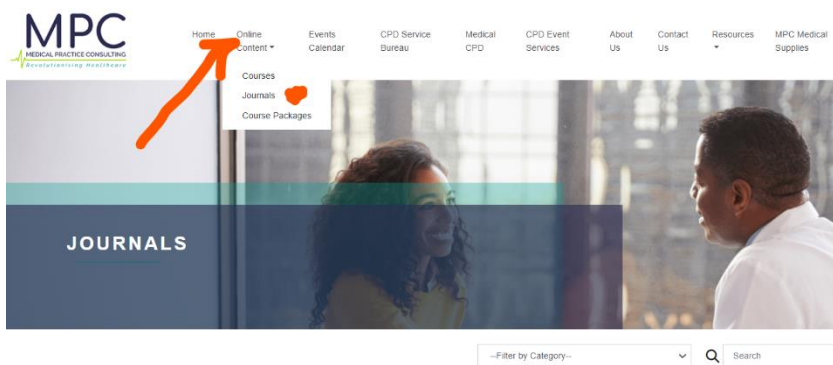 MPC
MEDICAL PRACTICE CONSULTING
Revolutionising Healthcare
Home
Online Content
Events Calendar
CPD Service Bureau
Medical CPD
CPD Event Services
About Us
Contact Us
Resources
MPC Medical Supplies
Courses
Journals
Course Packages
JOURNALS
--Filter by Category--
Search